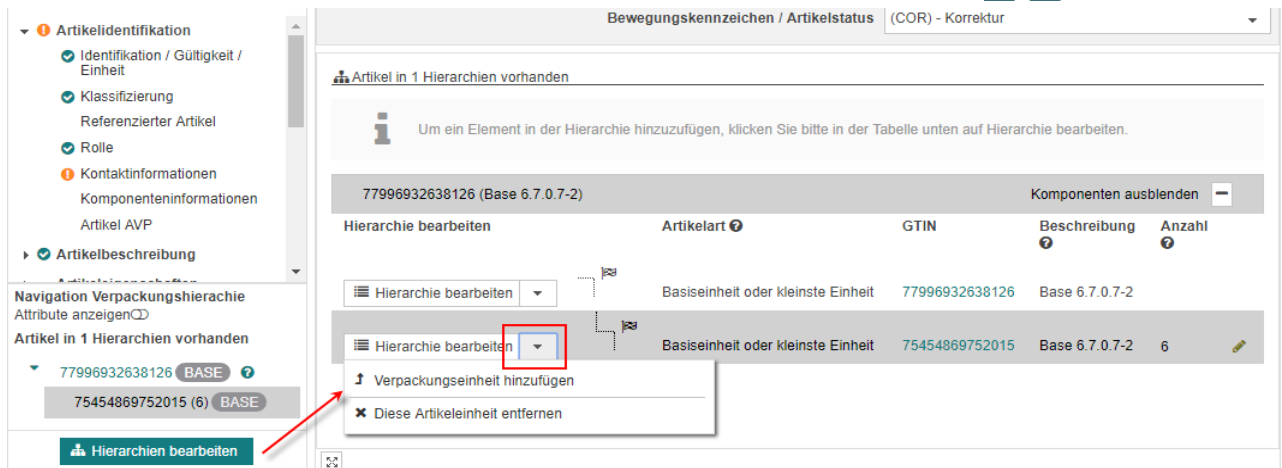 Artikelidentifikation
Identifikation / Gültigkeit /
Einheit
Klassifizierung
Referenzierter Artikel
Rolle
Kontaktinformationen
Komponenteninformationen
Artikel AVP
Artikelbeschreibung
Navigation Verpackungshierachie
Attribute anzeigen
Artikel in 1 Hierarchien vorhanden
77996932638126 BASE
75454869752015 (6) BASE
Hierarchien bearbeiten
Bewegungskennzeichen / Artikelstatus (COR) - Korrektur
Artikel in 1 Hierarchien vorhanden
Um ein Element in der Hierarchie hinzuzufügen, klicken Sie bitte in der Tabelle unten auf Hierarchie bearbeiten.
77996932638126 (Base 6.7.0.7-2) Komponenten ausblenden
Hierarchie bearbeiten Artikelart GTIN Beschreibung Anzahl
Hierarchie bearbeiten Basiseinheit oder kleinste Einheit 77996932638126 Base 6.7.0.7-2
Hierarchie bearbeiten Basiseinheit oder kleinste Einheit 75454869752015 Base 6.7.0.7-2 6
Verpackungseinheit hinzufügen
Diese Artikeleinheit entfernen